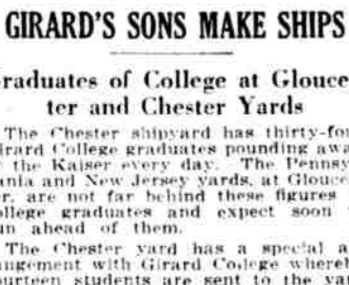 GIRARD'S SONS MAKE SHIPS
raduates of College at Glouce
ter and Chester Yards
The Chester shipyard has thirty-fo
irard College graduates pounding awa
the Kaiser every day. The Pennsy
ania and New Jersey yards, at Glouce
er, are not far behind these figures
ollege graduates and expect soon
un ahead of them.
The Chester yard has a special a
angement with Girard College whereb
ourteen students are sent to the yar